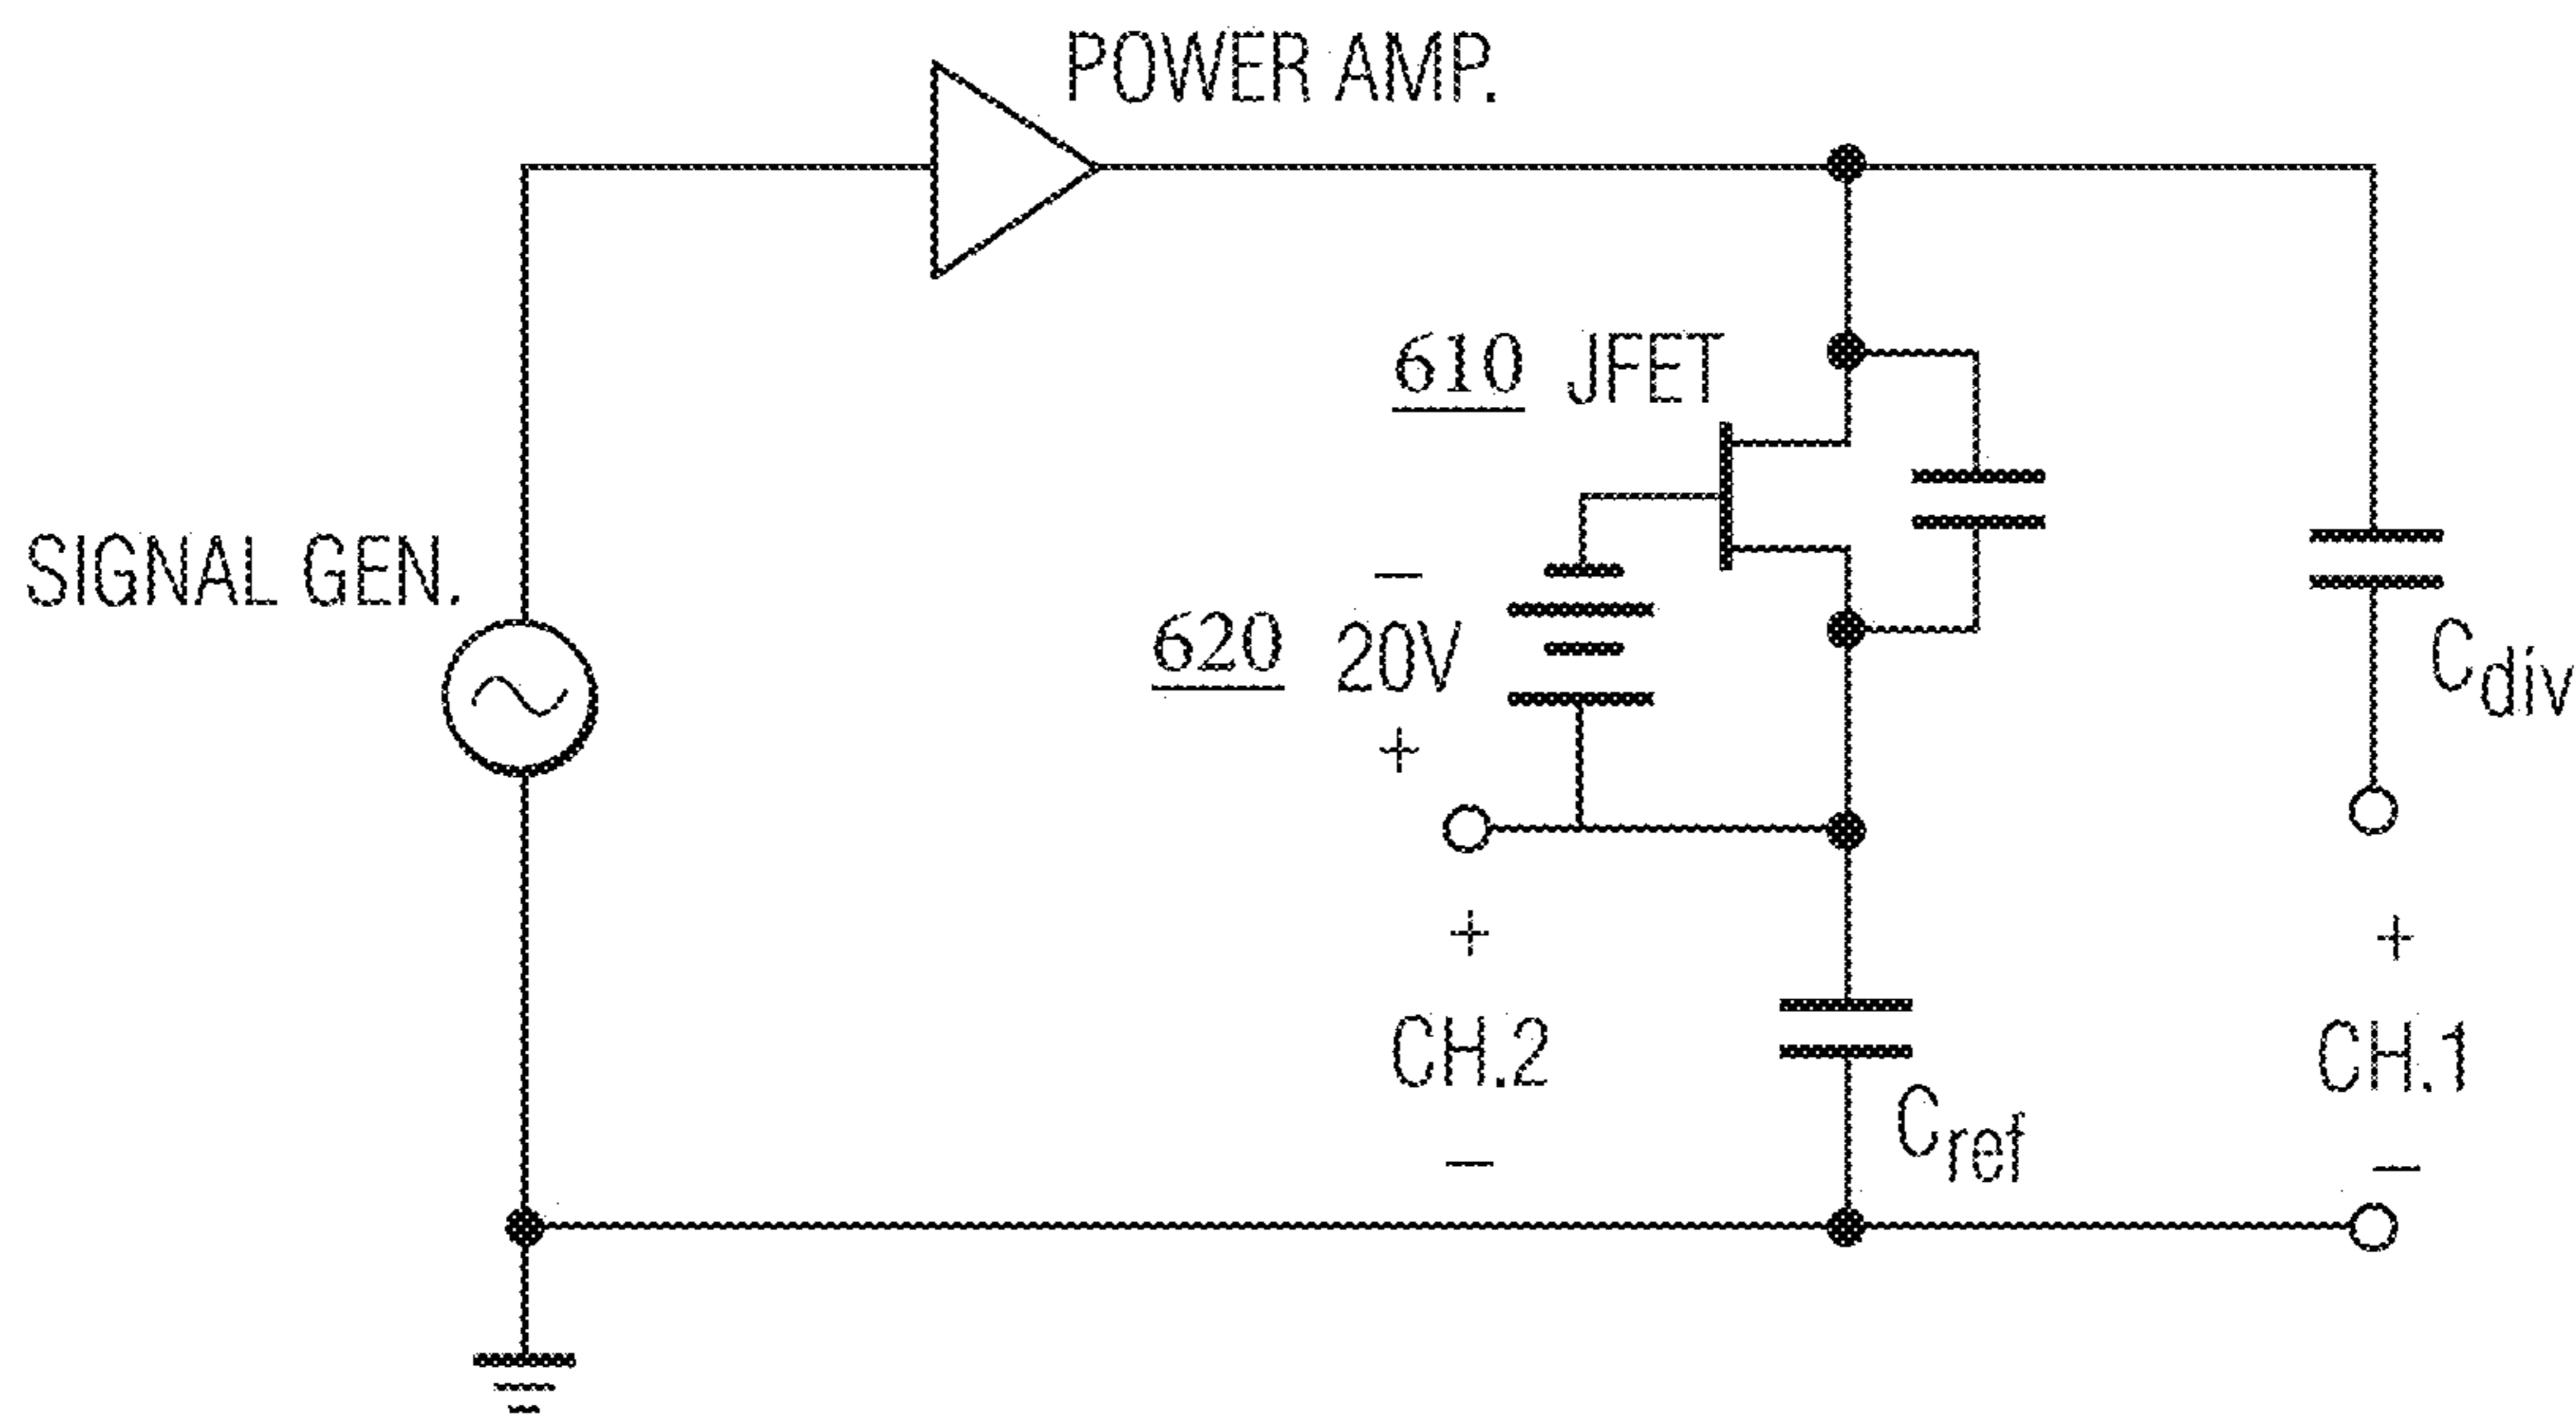 POWER AMP.
610 JFET
SIGNAL GEN.
−
620 20V
+
Cdiv
+
CH.2
−
Cref
+
CH.1
−